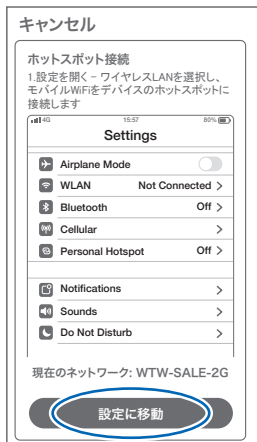 キャンセル
ホットスポット接続
1.設定を開く – ワイヤレスLANを選択し、
モバイルWiFiをデバイスのホットスポットに
接続します
4G 15:57 80%
Settings
Airplane Mode
WLAN Not Connected >
Bluetooth Off >
Cellular >
Personal Hotspot Off >
Notifications >
Sounds >
Do Not Disturb >
現在のネットワーク: WTW-SALE-2G
設定に移動